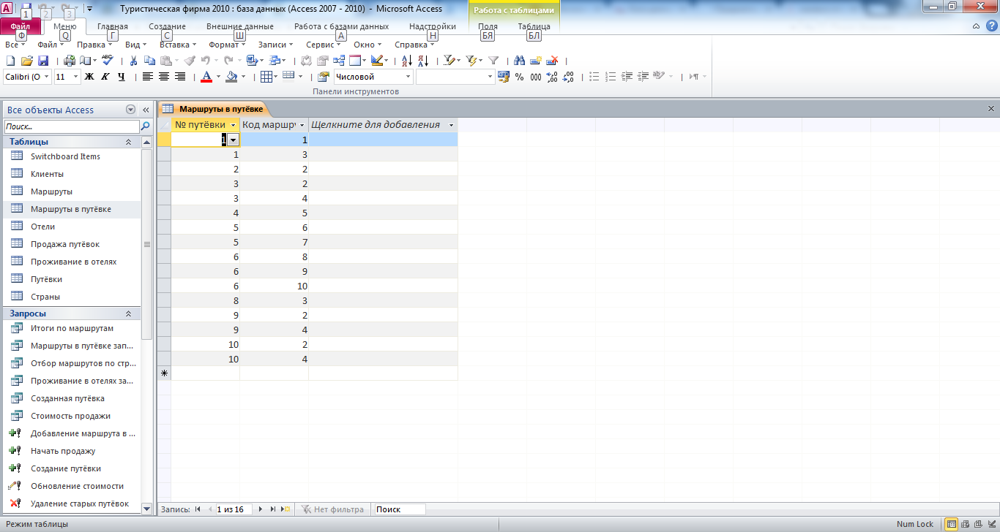 Туристическая фирма 2010 : база данных (Access 2007 - 2010) - Microsoft Access
Работа с таблицами
1 2 3
Файл Меню Главная Создание Внешние данные Работа с базами данных Надстройки Поля Таблица
Ф Q Г С Ш А Н БЯ БЛ
Все Файл Правка Вид Вставка Формат Записи Сервис Окно Справка
Calibri (О 11 Ж К Ч А Числовой % 000
Панели инструментов
Все объекты Access «
Поиск...
Таблицы
Switchboard Items
Клиенты
Маршруты
Маршруты в путёвке
Отели
Продажа путёвок
Проживание в отелях
Путёвки
Страны
Запросы
Итоги по маршрутам
Маршруты в путёвке зап...
Отбор маршрутов по стр...
Проживание в отелях за...
Созданная путёвка
Стоимость продажи
Добавление маршрута в ...
Начать продажу
Создание путёвки
Обновление стоимости
Удаление старых путёвок
Маршруты в путёвке
№ путёвки Код маршр Щелкните для добавления
1 1
1 3
2 2
3 2
3 4
4 5
5 6
5 7
6 8
6 9
6 10
8 3
9 2
9 4
10 2
10 4
Запись: 1 из 16 Нет фильтра Поиск
Режим таблицы Num Lock